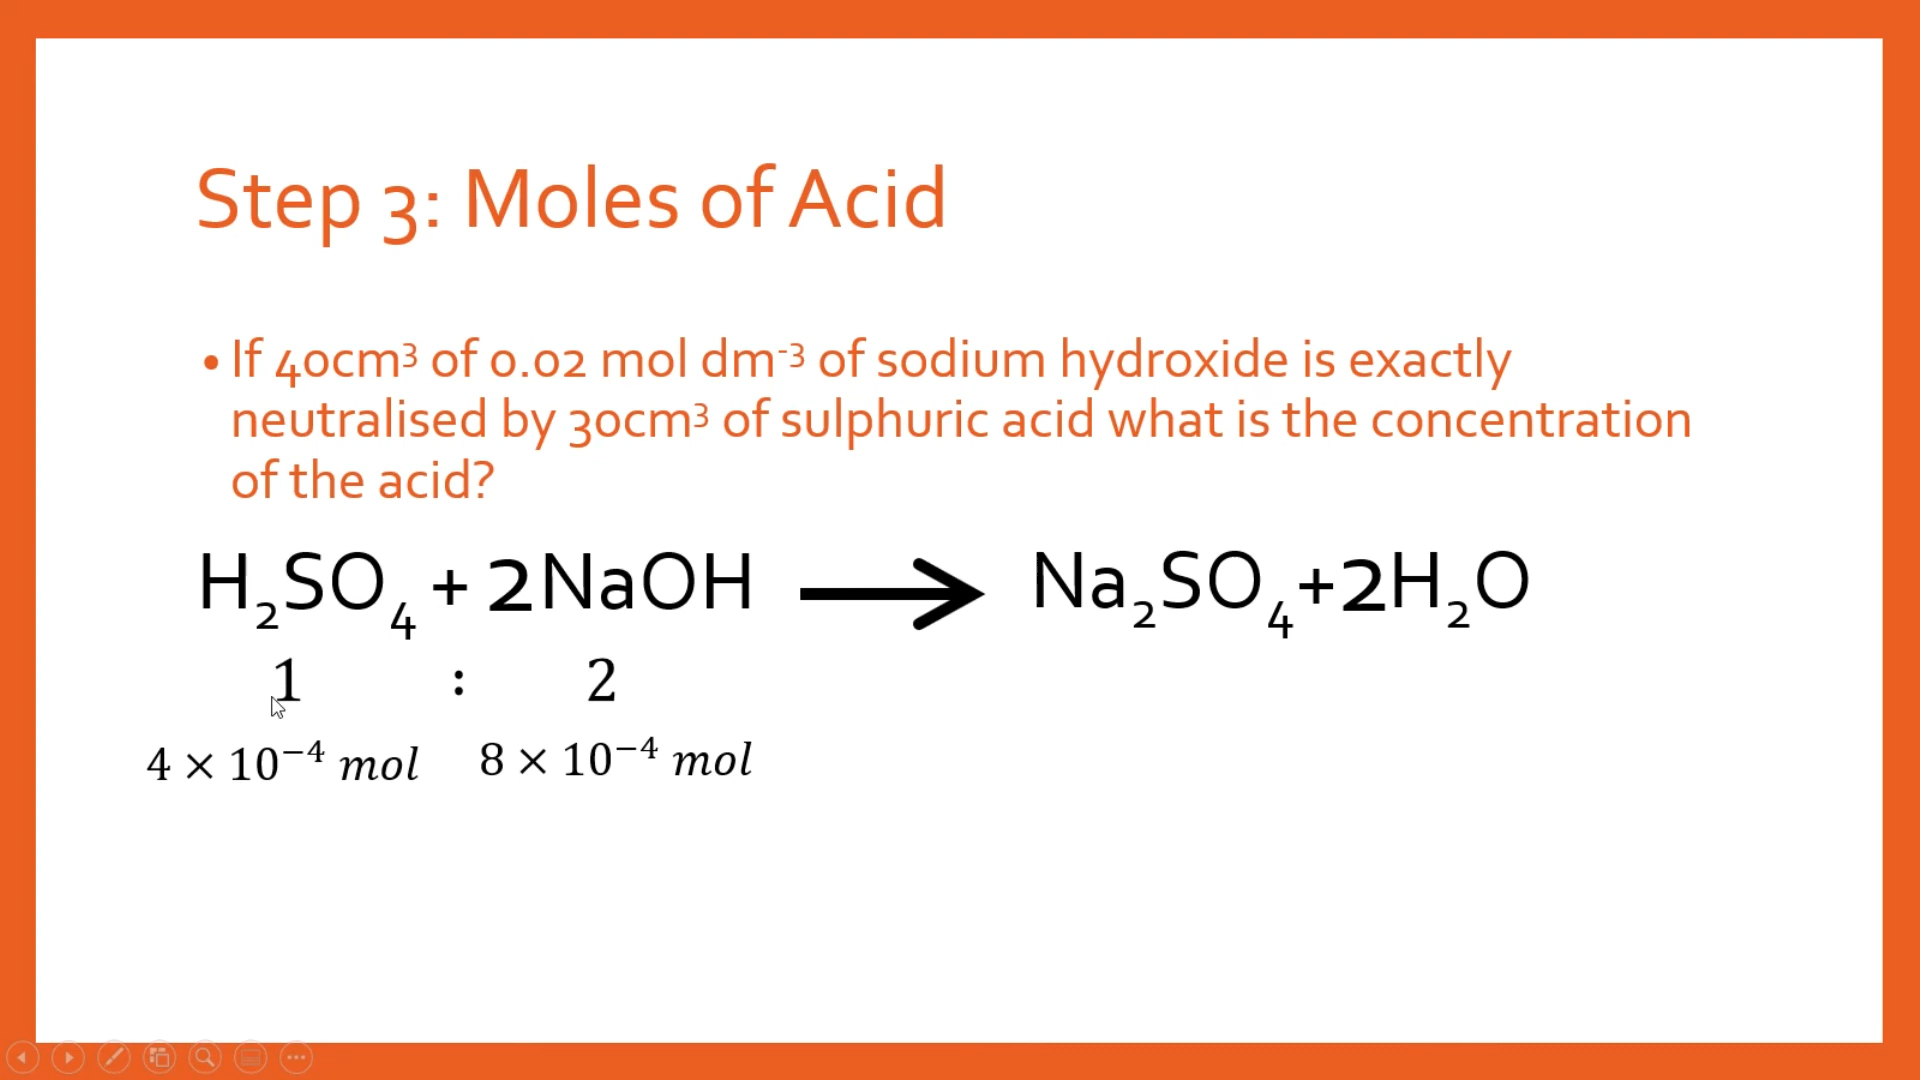 Step 3: Moles of Acid
• If 40cm³ of 0.02 mol dm⁻³ of sodium hydroxide is exactly
neutralised by 30cm³ of sulphuric acid what is the concentration
of the acid?
H₂SO₄ + 2NaOH → Na₂SO₄+2H₂O
1 : 2
4 × 10⁻⁴ mol 8 × 10⁻⁴ mol